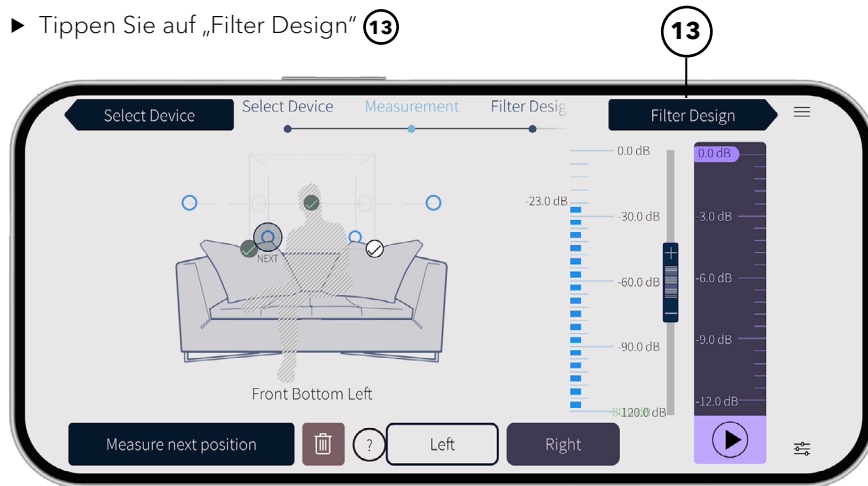 ▶ Tippen Sie auf „Filter Design“ 13
13
Select Device
Select Device Measurement Filter Desig
Filter Design
0.0 dB
0.0 dB
-23.0 dB
-30.0 dB
-3.0 dB
NEXT
-60.0 dB
-6.0 dB
-90.0 dB
-9.0 dB
Front Bottom Left
-120.0 dB
-12.0 dB
Measure next position
?
Left
Right